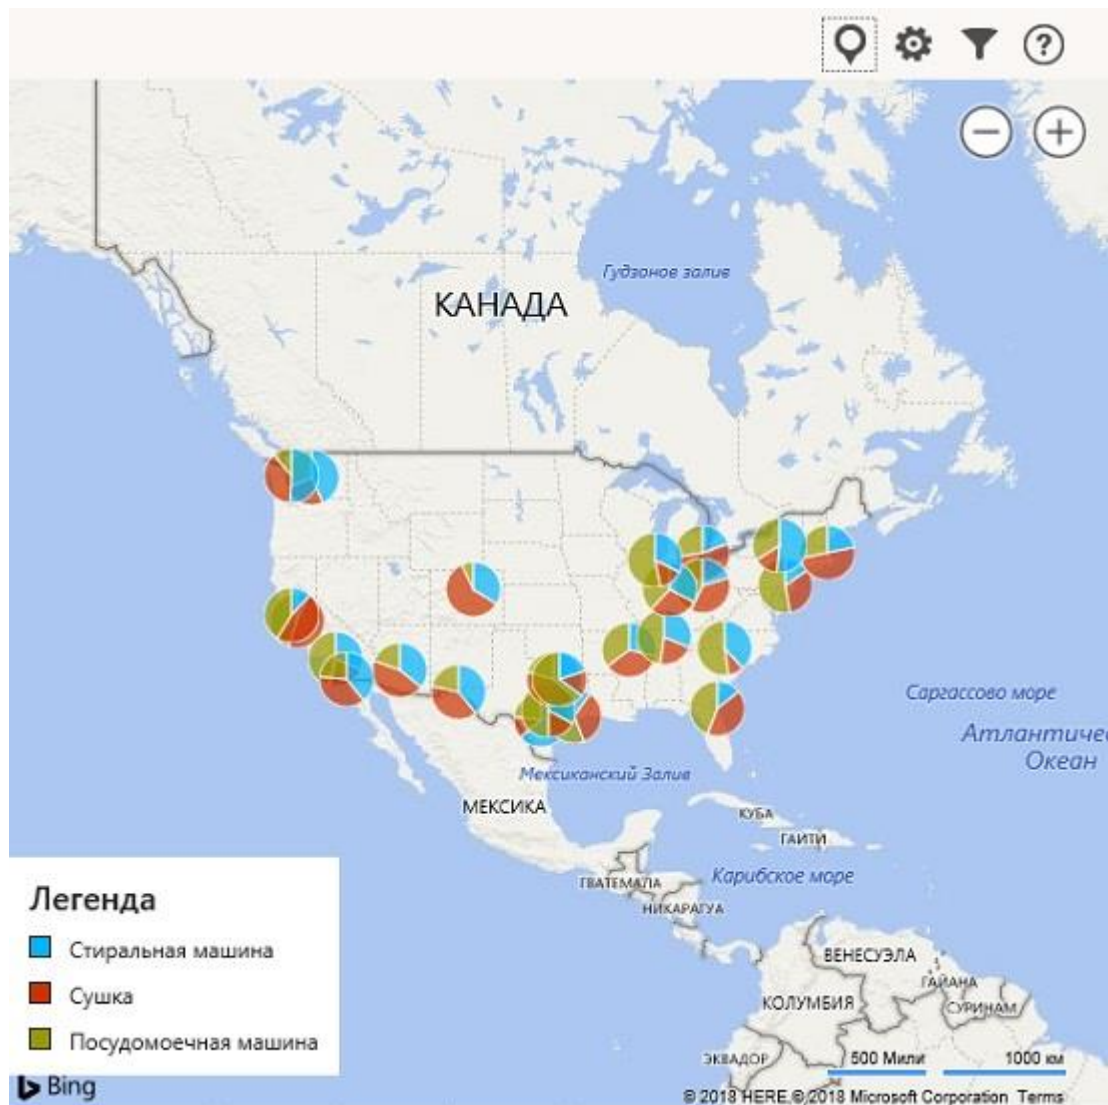 ?
Гудзонов залив
КАНАДА
Саргассово море
Атлантичес
Океан
Мексиканский Залив
МЕКСИКА
КУБА
ГАИТИ
Карибское море
ГВАТЕМАЛА
НИКАРАГУА
ВЕНЕСУЭЛА
ГАЙАНА
СУРИНАМ
КОЛУМБИЯ
ЭКВАДОР
Легенда
Стиральная машина
Сушка
Посудомоечная машина
Bing
500 Мили 1000 км
© 2018 HERE, © 2018 Microsoft Corporation Terms